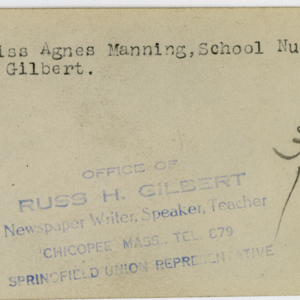 iss Agnes Manning, School Nu
Gilbert.
OFFICE OF
RUSS H. GILBERT
Newspaper Writer, Speaker, Teacher
CHICOPEE MASS. TEL. 879
SPRINGFIELD UNION REPRESENTATIVE